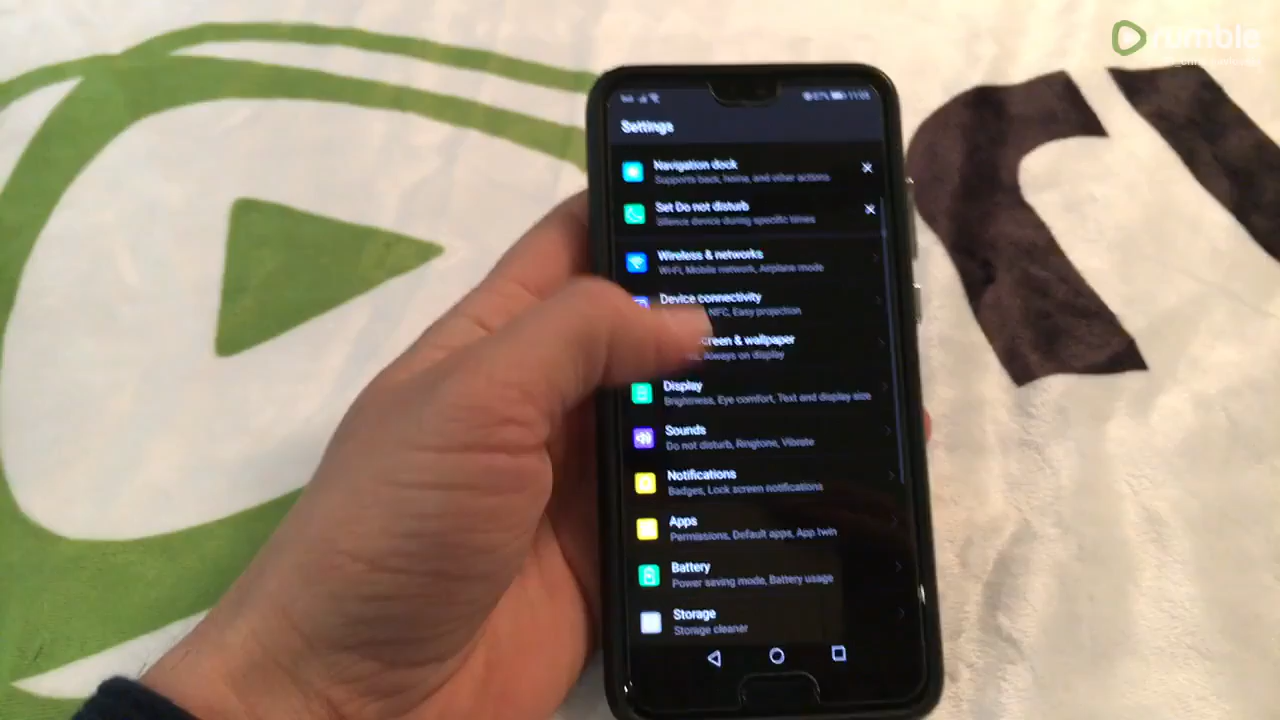 rumble
Settings
Navigation dock
Supports back, home, and other actions
Set Do not disturb
Silence device during specific times
Wireless & networks
Wi-Fi, Mobile network, Airplane mode
Device connectivity
NFC, Easy projection
screen & wallpaper
Always on display
Display
Brightness, Eye comfort, Text and display size
Sounds
Do not disturb, Ringtone, Vibrate
Notifications
Badges, Lock screen notifications
Apps
Permissions, Default apps, App twin
Battery
Power saving mode, Battery usage
Storage
Storage cleaner